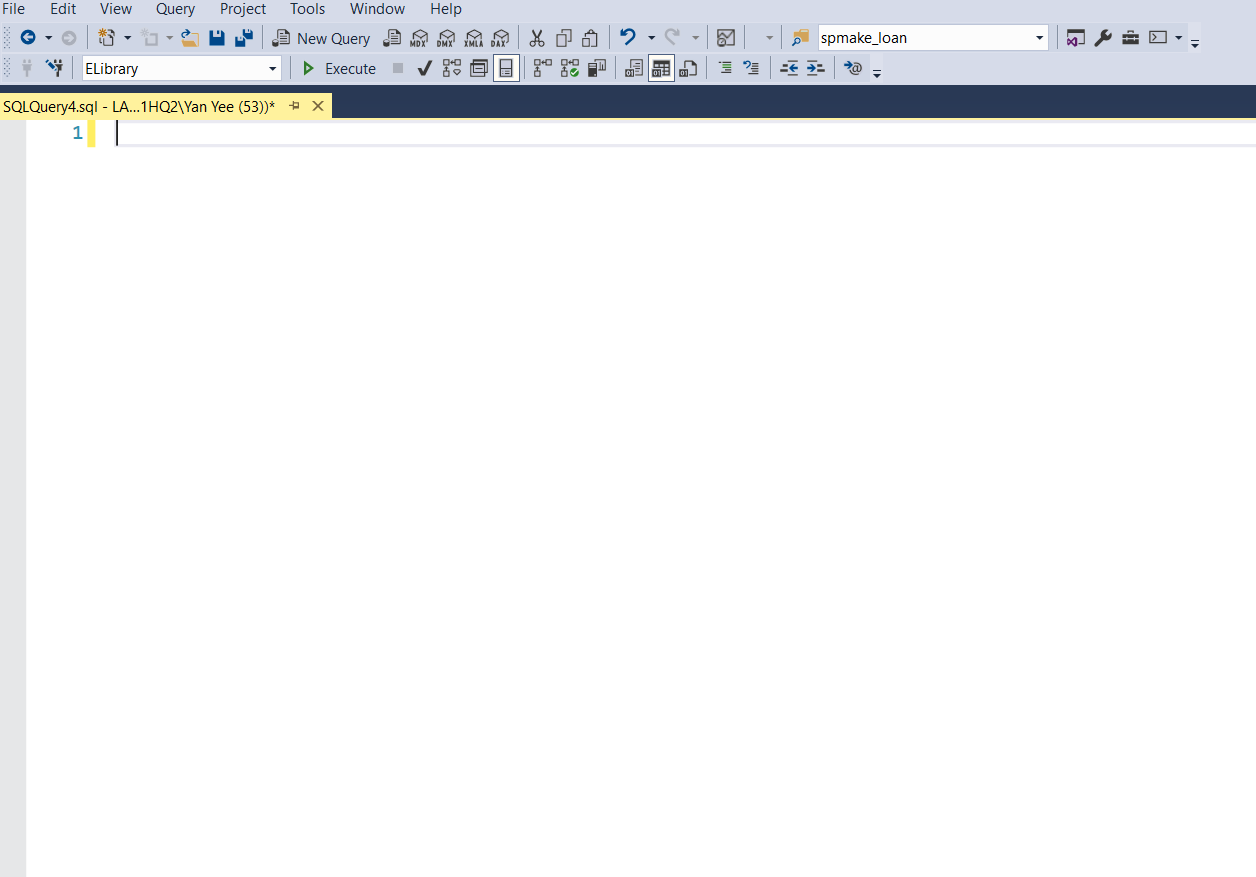 File Edit View Query Project Tools Window Help
New Query MDX DMX XMLA DAX spmake_loan
ELibrary Execute
SQLQuery4.sql - LA...1HQ2\Yan Yee (53))*
1